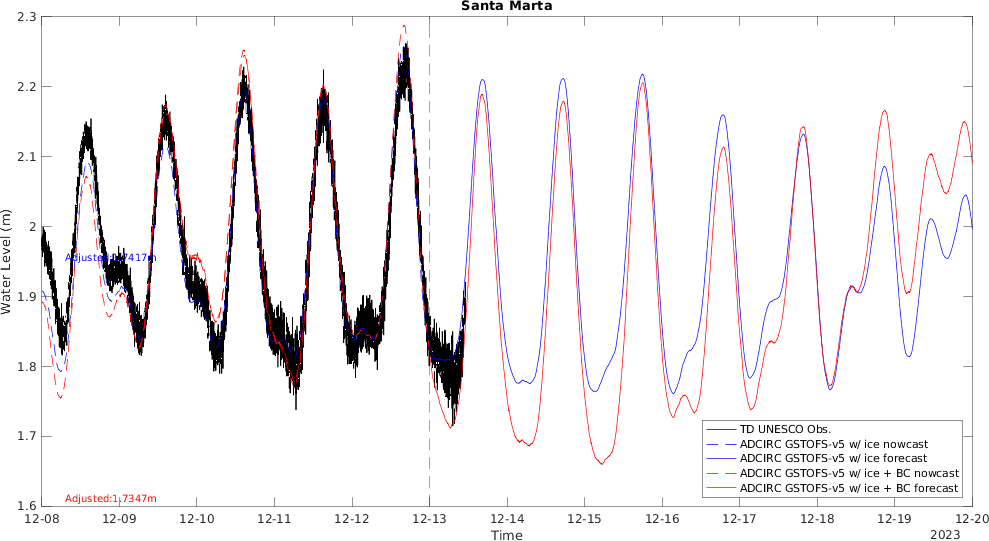 Santa Marta
2.3
2.2
2.1
2
1.9
1.8
1.7
1.6
Water Level (m)
Adjusted:1.7417m
Adjusted:1.7347m
TD UNESCO Obs.
ADCIRC GSTOFS-v5 w/ ice nowcast
ADCIRC GSTOFS-v5 w/ ice forecast
ADCIRC GSTOFS-v5 w/ ice + BC nowcast
ADCIRC GSTOFS-v5 w/ ice + BC forecast
12-08 12-09 12-10 12-11 12-12 12-13 12-14 12-15 12-16 12-17 12-18 12-19 12-20
Time
2023